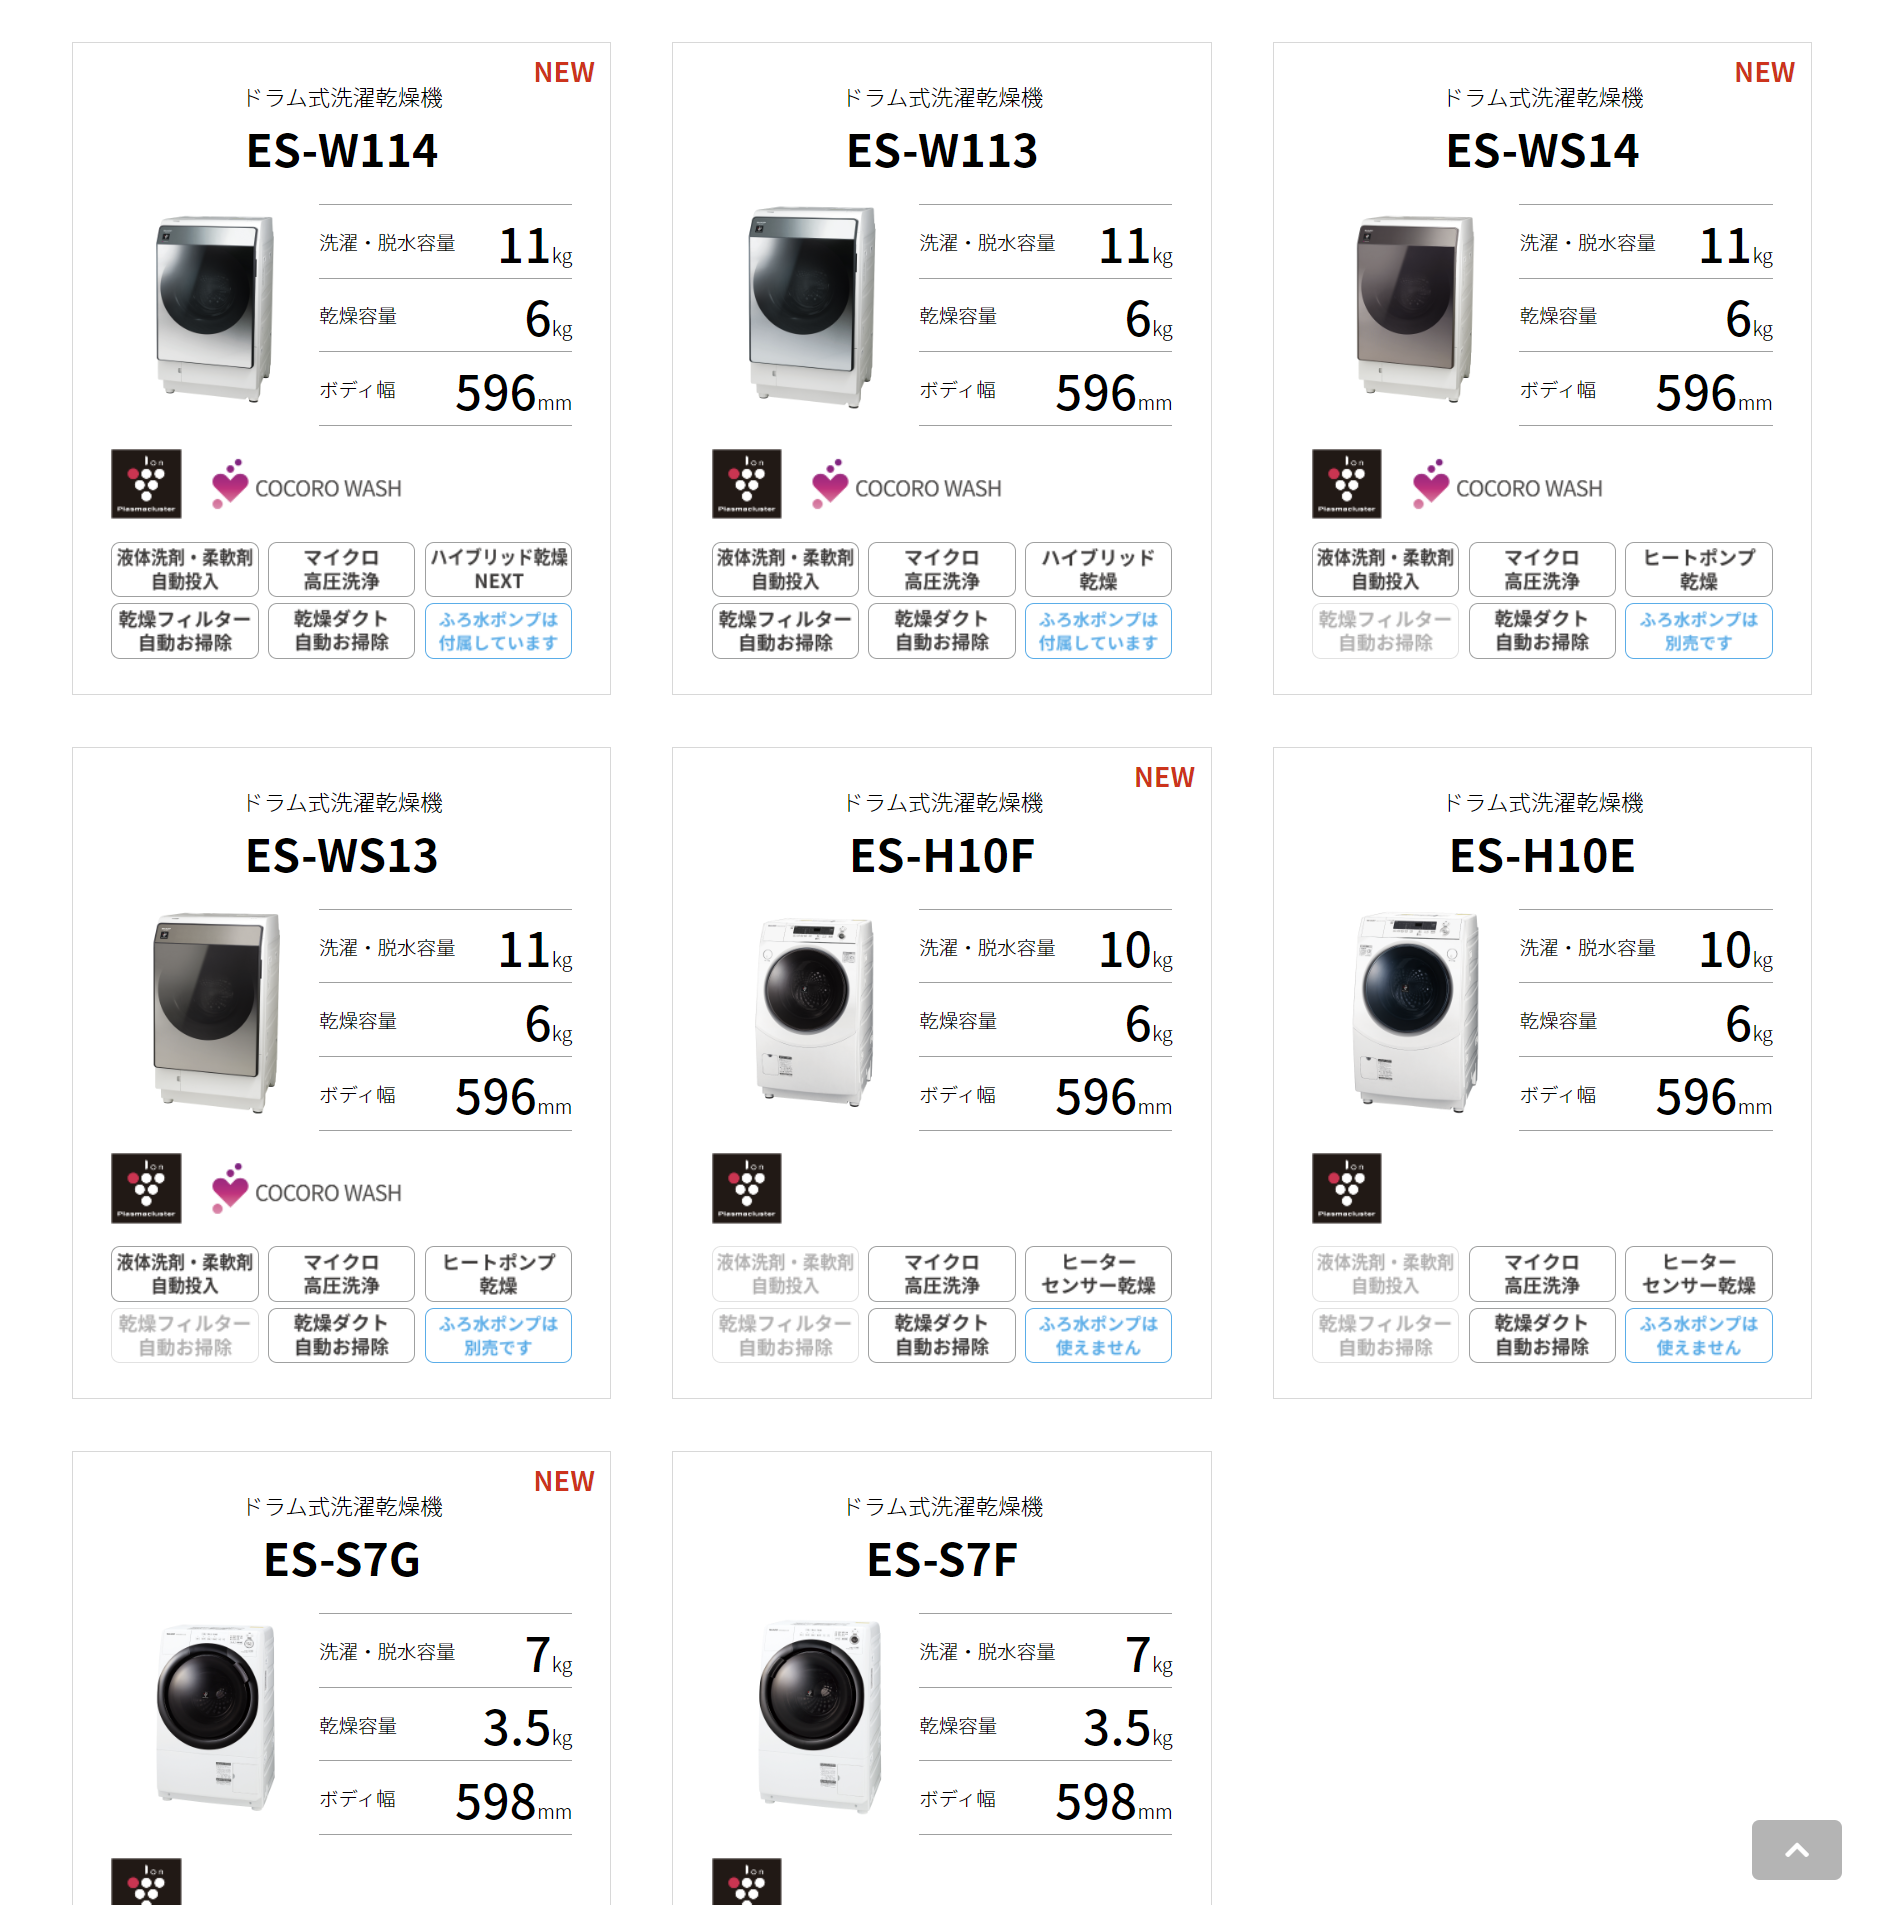 NEW
ドラム式洗濯乾燥機
ES-W114
洗濯・脱水容量 11kg
乾燥容量 6kg
ボディ幅 596mm
Ion
Plasmacluster
COCORO WASH
液体洗剤・柔軟剤
自動投入
マイクロ
高圧洗浄
ハイブリッド乾燥
NEXT
乾燥フィルター
自動お掃除
乾燥ダクト
自動お掃除
ふろ水ポンプは
付属しています
ドラム式洗濯乾燥機
ES-W113
洗濯・脱水容量 11kg
乾燥容量 6kg
ボディ幅 596mm
Ion
Plasmacluster
COCORO WASH
液体洗剤・柔軟剤
自動投入
マイクロ
高圧洗浄
ハイブリッド
乾燥
乾燥フィルター
自動お掃除
乾燥ダクト
自動お掃除
ふろ水ポンプは
付属しています
NEW
ドラム式洗濯乾燥機
ES-WS14
洗濯・脱水容量 11kg
乾燥容量 6kg
ボディ幅 596mm
Ion
Plasmacluster
COCORO WASH
液体洗剤・柔軟剤
自動投入
マイクロ
高圧洗浄
ヒートポンプ
乾燥
乾燥フィルター
自動お掃除
乾燥ダクト
自動お掃除
ふろ水ポンプは
別売です
ドラム式洗濯乾燥機
ES-WS13
洗濯・脱水容量 11kg
乾燥容量 6kg
ボディ幅 596mm
Ion
Plasmacluster
COCORO WASH
液体洗剤・柔軟剤
自動投入
マイクロ
高圧洗浄
ヒートポンプ
乾燥
乾燥フィルター
自動お掃除
乾燥ダクト
自動お掃除
ふろ水ポンプは
別売です
NEW
ドラム式洗濯乾燥機
ES-H10F
洗濯・脱水容量 10kg
乾燥容量 6kg
ボディ幅 596mm
Ion
Plasmacluster
液体洗剤・柔軟剤
自動投入
マイクロ
高圧洗浄
ヒーター
センサー乾燥
乾燥フィルター
自動お掃除
乾燥ダクト
自動お掃除
ふろ水ポンプは
使えません
ドラム式洗濯乾燥機
ES-H10E
洗濯・脱水容量 10kg
乾燥容量 6kg
ボディ幅 596mm
Ion
Plasmacluster
液体洗剤・柔軟剤
自動投入
マイクロ
高圧洗浄
ヒーター
センサー乾燥
乾燥フィルター
自動お掃除
乾燥ダクト
自動お掃除
ふろ水ポンプは
使えません
NEW
ドラム式洗濯乾燥機
ES-S7G
洗濯・脱水容量 7kg
乾燥容量 3.5kg
ボディ幅 598mm
Ion
ドラム式洗濯乾燥機
ES-S7F
洗濯・脱水容量 7kg
乾燥容量 3.5kg
ボディ幅 598mm
Ion